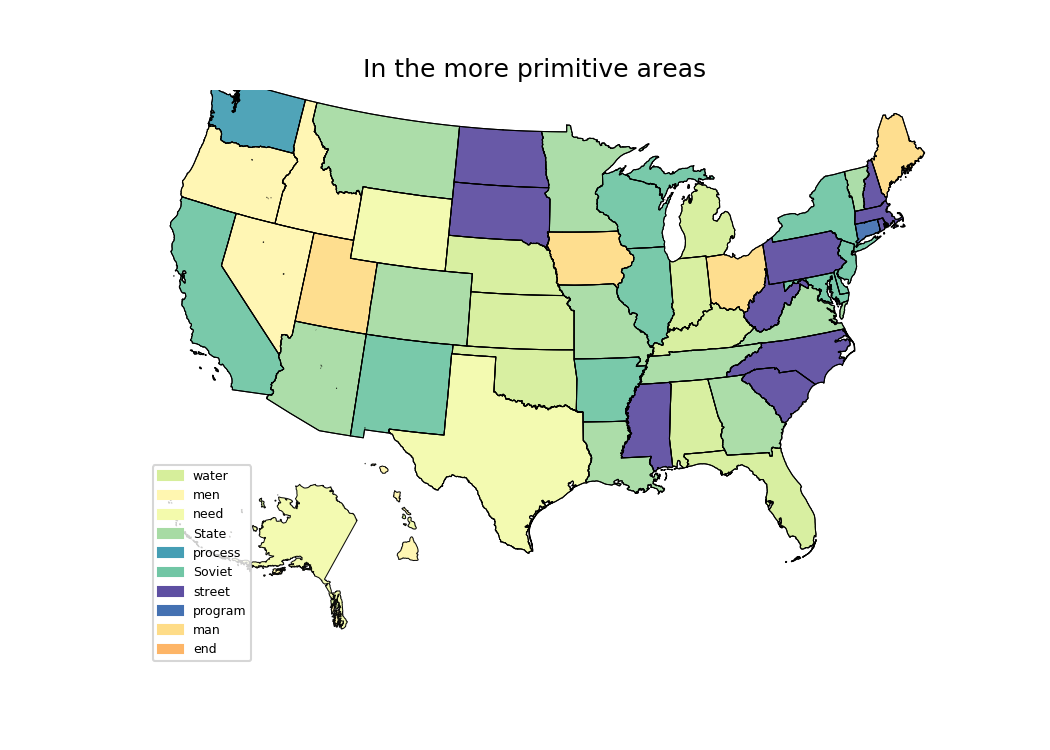 In the more primitive areas
water
men
need
State
process
Soviet
street
program
man
end